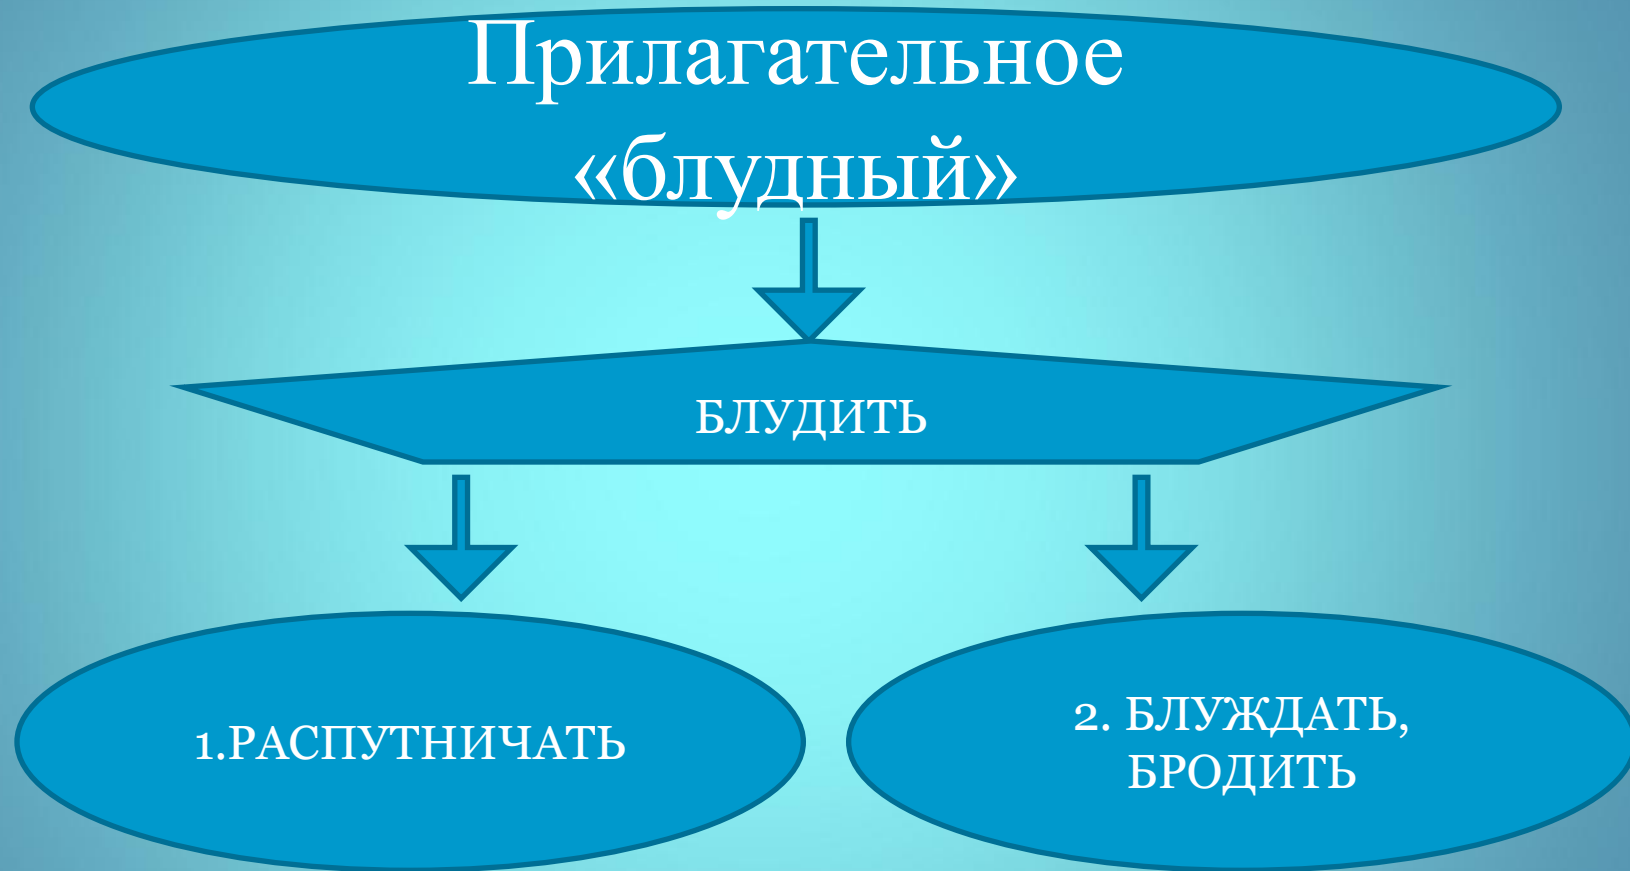 Прилагательное
«блудный»
БЛУДИТЬ
1.РАСПУТНИЧАТЬ
2. БЛУЖДАТЬ,
БРОДИТЬ